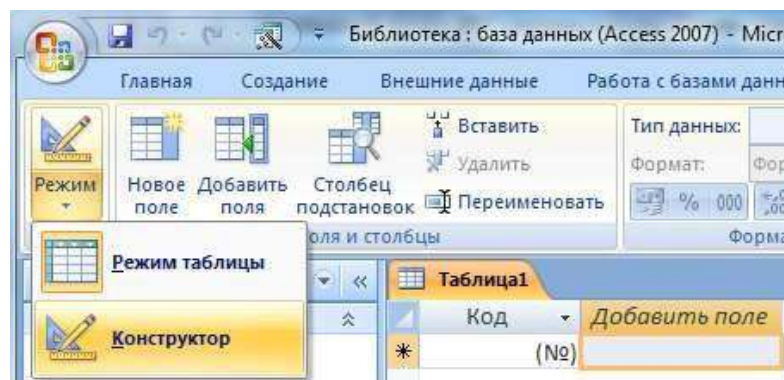 Библиотека : база данных (Access 2007) - Micr
Главная Создание Внешние данные Работа с базами данн
Режим
Новое поле
Добавить поля
Столбец подстановок
Вставить
Удалить
Переименовать
Тип данных:
Формат: Фор
% 000
оля и столбцы
Форма
Режим таблицы
Конструктор
Таблица1
Код Добавить поле
(№)